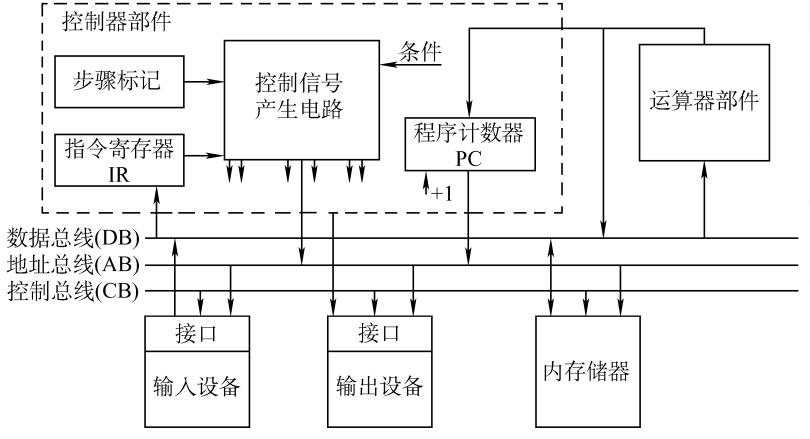 控制器部件
步骤标记
控制信号
产生电路
条件
运算器部件
指令寄存器
IR
程序计数器
PC
+1
数据总线(DB)
地址总线(AB)
控制总线(CB)
接口
输入设备
接口
输出设备
内存储器